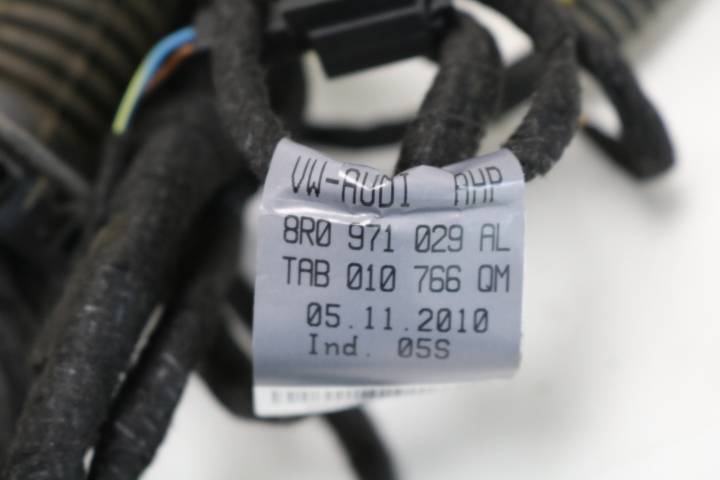 VW-AUDI AHP
8R0 971 029 AL
TAB 010 766 QM
05.11.2010
Ind. 05S